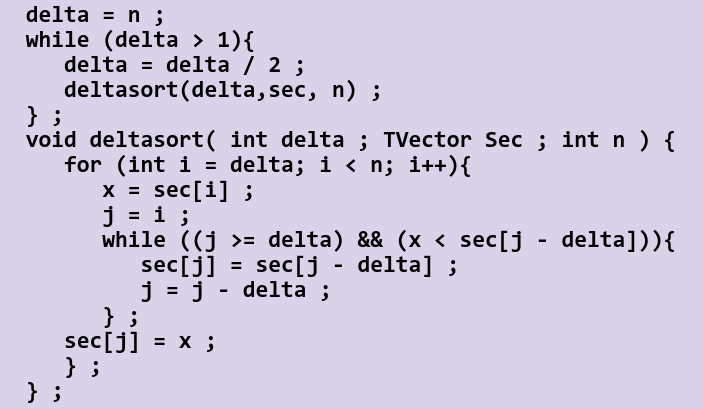 delta = n ;
while (delta > 1){
delta = delta / 2 ;
deltasort(delta,sec, n) ;
} ;
void deltasort( int delta ; TVector Sec ; int n ) {
for (int i = delta; i < n; i++){
x = sec[i] ;
j = i ;
while ((j >= delta) && (x < sec[j - delta])){
sec[j] = sec[j - delta] ;
j = j - delta ;
} ;
sec[j] = x ;
} ;
} ;